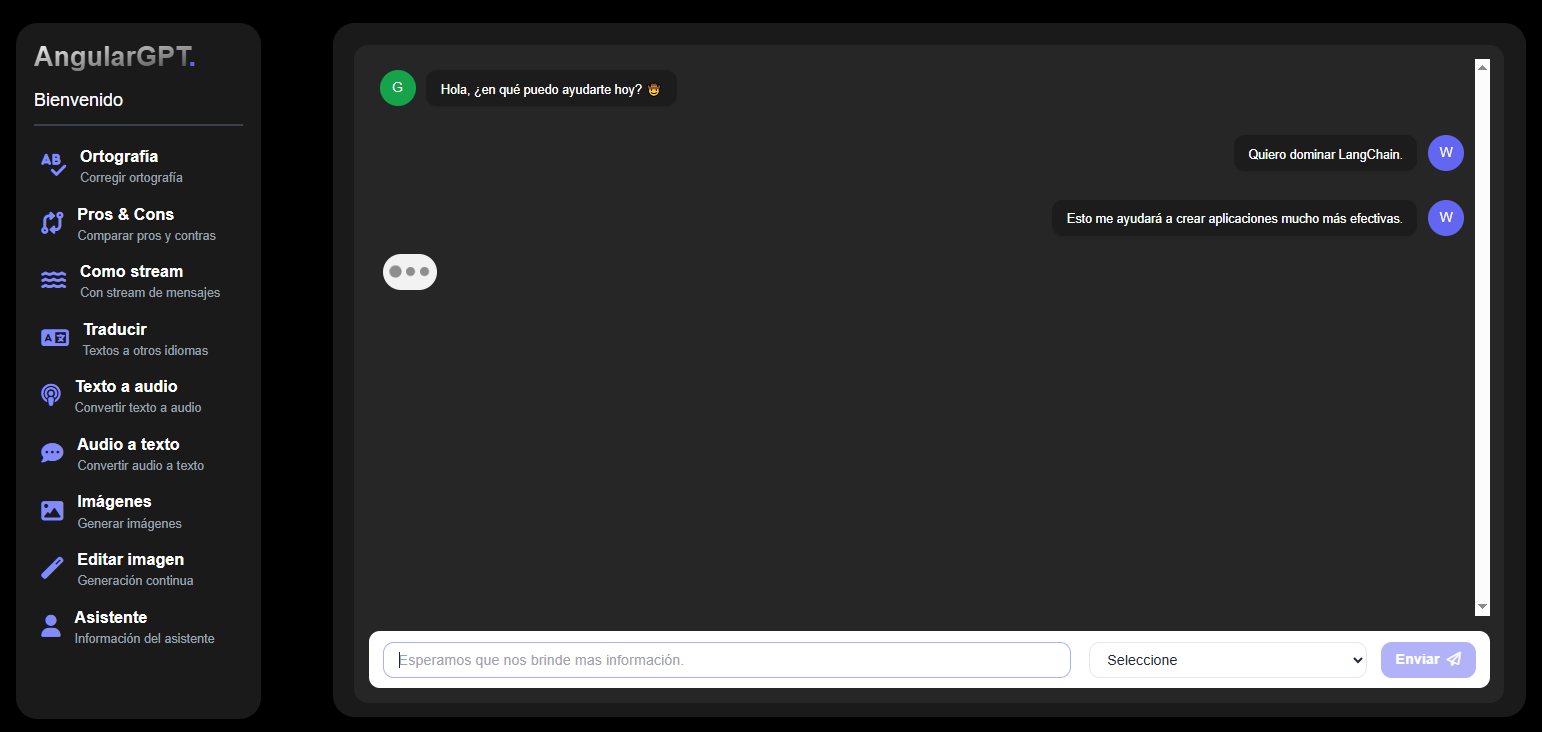 AngularGPT.
Bienvenido
Ortografía
Corregir ortografía
Pros & Cons
Comparar pros y contras
Como stream
Con stream de mensajes
Traducir
Textos a otros idiomas
Texto a audio
Convertir texto a audio
Audio a texto
Convertir audio a texto
Imágenes
Generar imágenes
Editar imagen
Generación continua
Asistente
Información del asistente
G
Hola, ¿en qué puedo ayudarte hoy? 🤠
Quiero dominar LangChain.
W
Esto me ayudará a crear aplicaciones mucho más efectivas.
W
Esperamos que nos brinde mas información.
Seleccione
Enviar